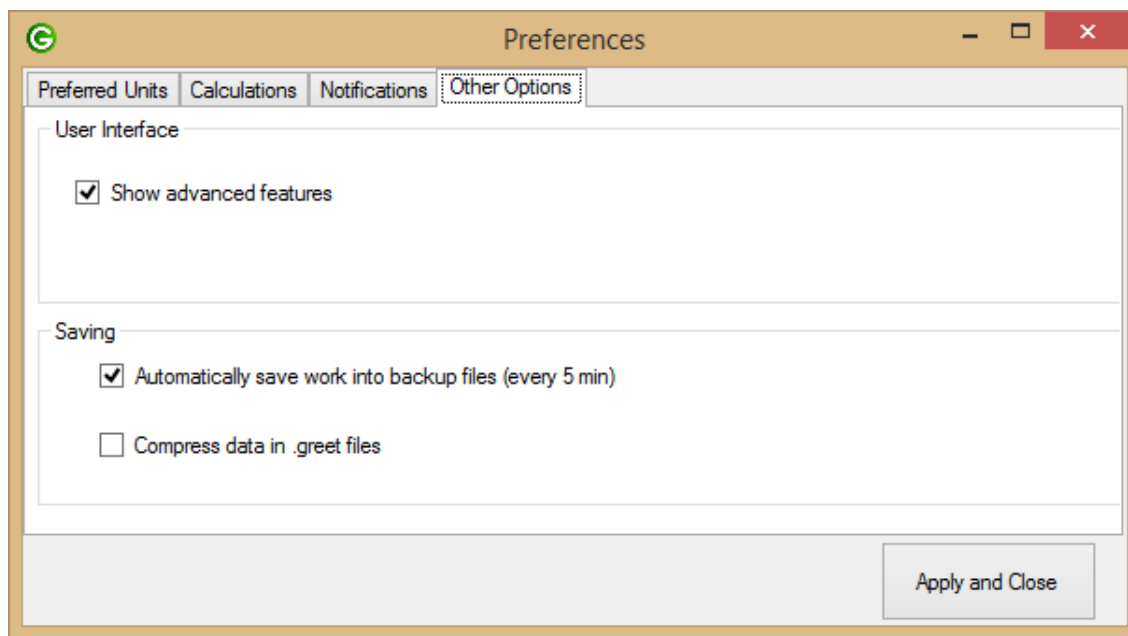 Preferences
Preferred Units Calculations Notifications Other Options
User Interface
Show advanced features
Saving
Automatically save work into backup files (every 5 min)
Compress data in .greet files
Apply and Close